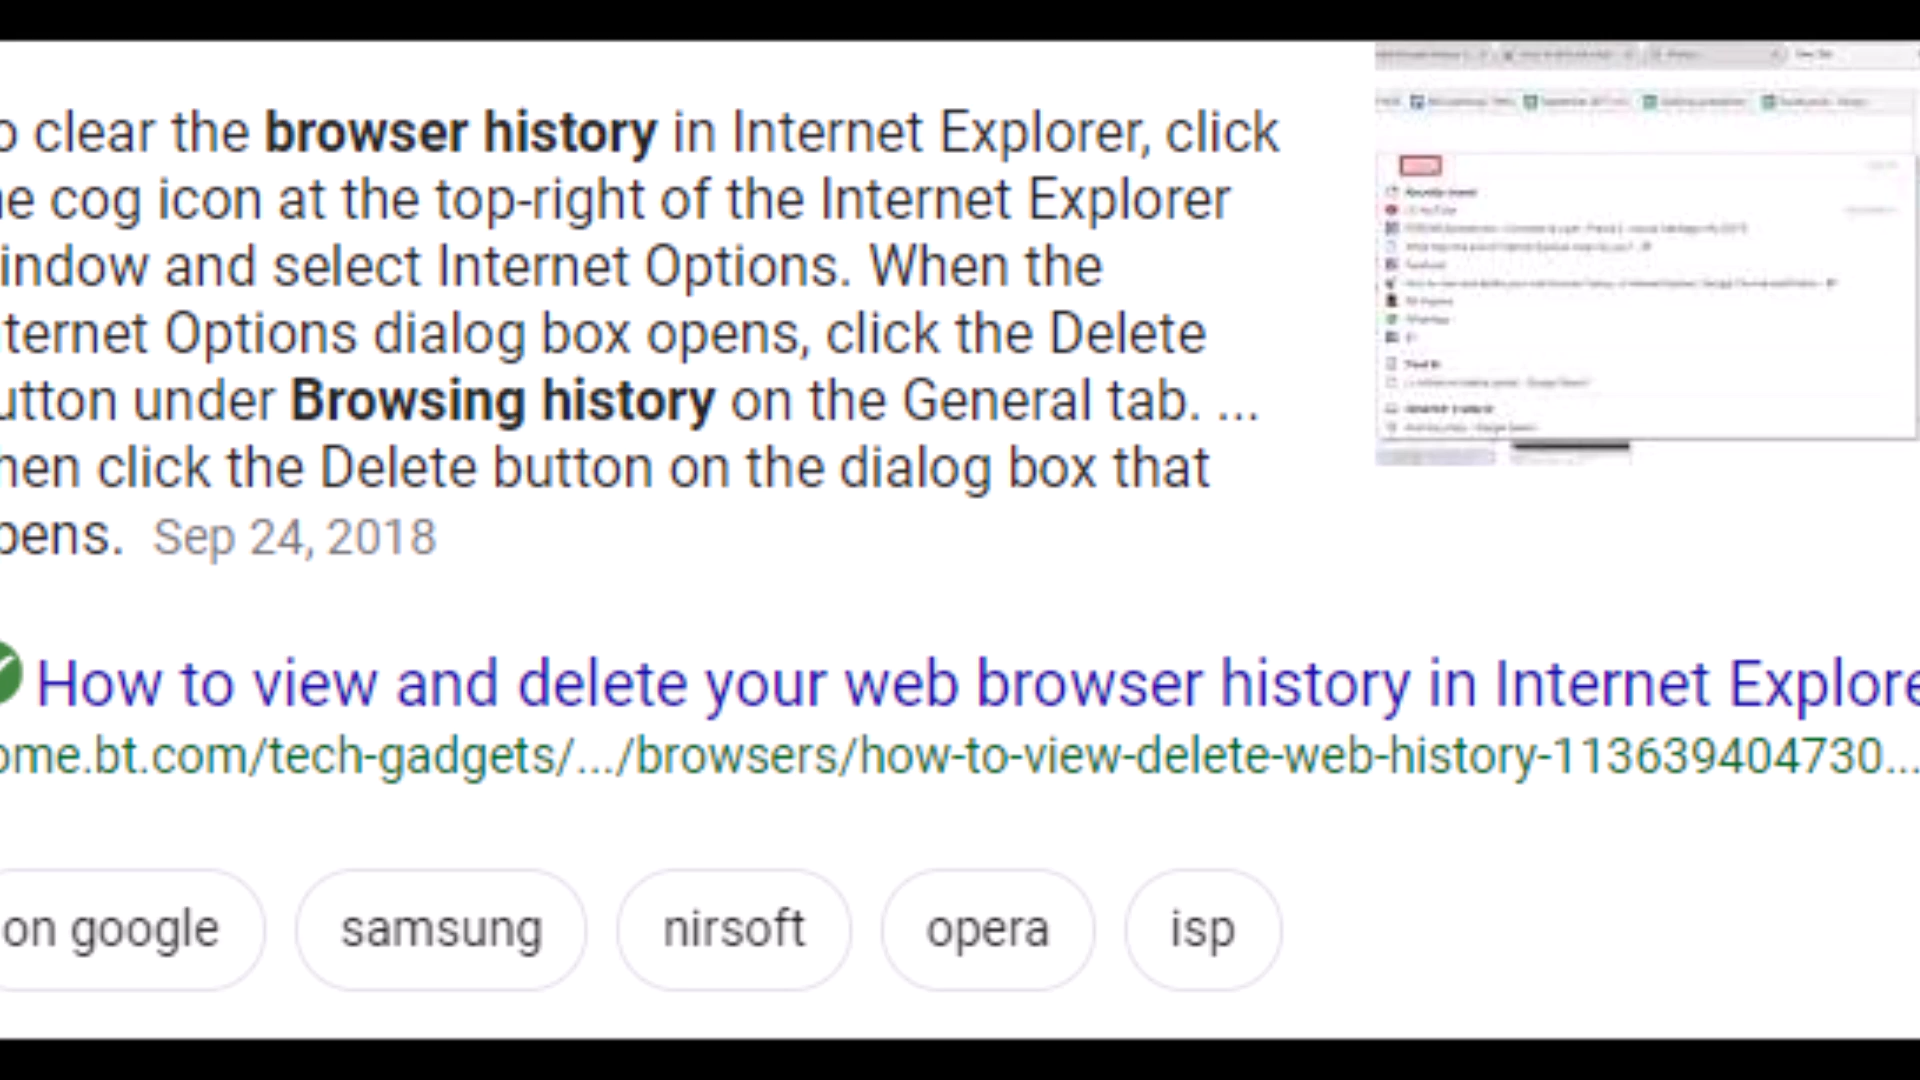 o clear the browser history in Internet Explorer, click
e cog icon at the top-right of the Internet Explorer
indow and select Internet Options. When the
ternet Options dialog box opens, click the Delete
utton under Browsing history on the General tab. ...
hen click the Delete button on the dialog box that
pens. Sep 24, 2018
How to view and delete your web browser history in Internet Explore
ome.bt.com/tech-gadgets/.../browsers/how-to-view-delete-web-history-113639404730...
on google
samsung
nirsoft
opera
isp